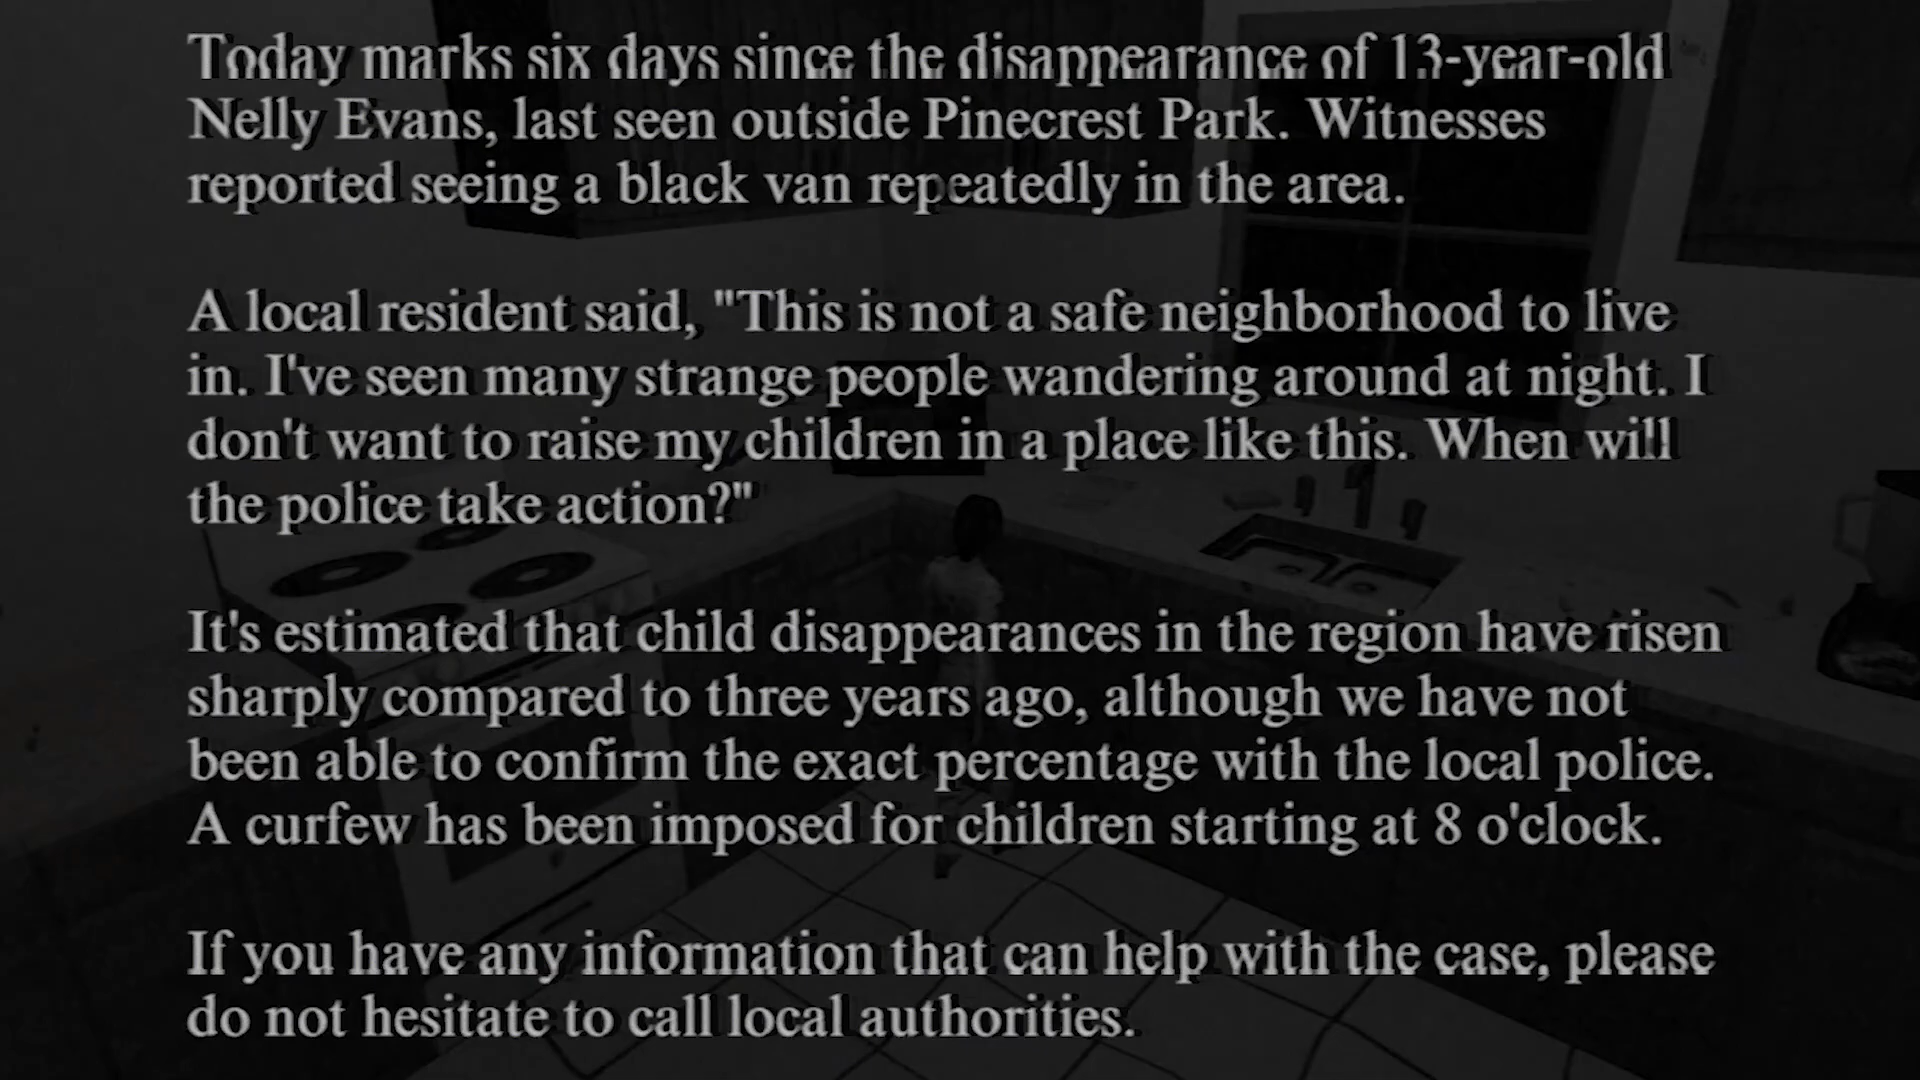 Today marks six days since the disappearance of 13-year-old
Nelly Evans, last seen outside Pinecrest Park. Witnesses
reported seeing a black van repeatedly in the area.
A local resident said, "This is not a safe neighborhood to live
in. I've seen many strange people wandering around at night. I
don't want to raise my children in a place like this. When will
the police take action?"
It's estimated that child disappearances in the region have risen
sharply compared to three years ago, although we have not
been able to confirm the exact percentage with the local police.
A curfew has been imposed for children starting at 8 o'clock.
If you have any information that can help with the case, please
do not hesitate to call local authorities.